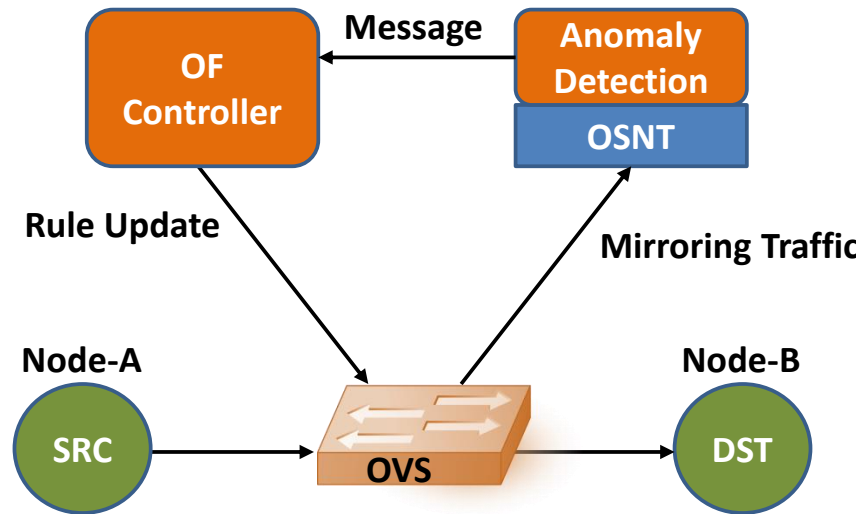 Message
OF
Controller
Anomaly
Detection
OSNT
Rule Update
Mirroring Traffic
Node-A
Node-B
SRC
OVS
DST